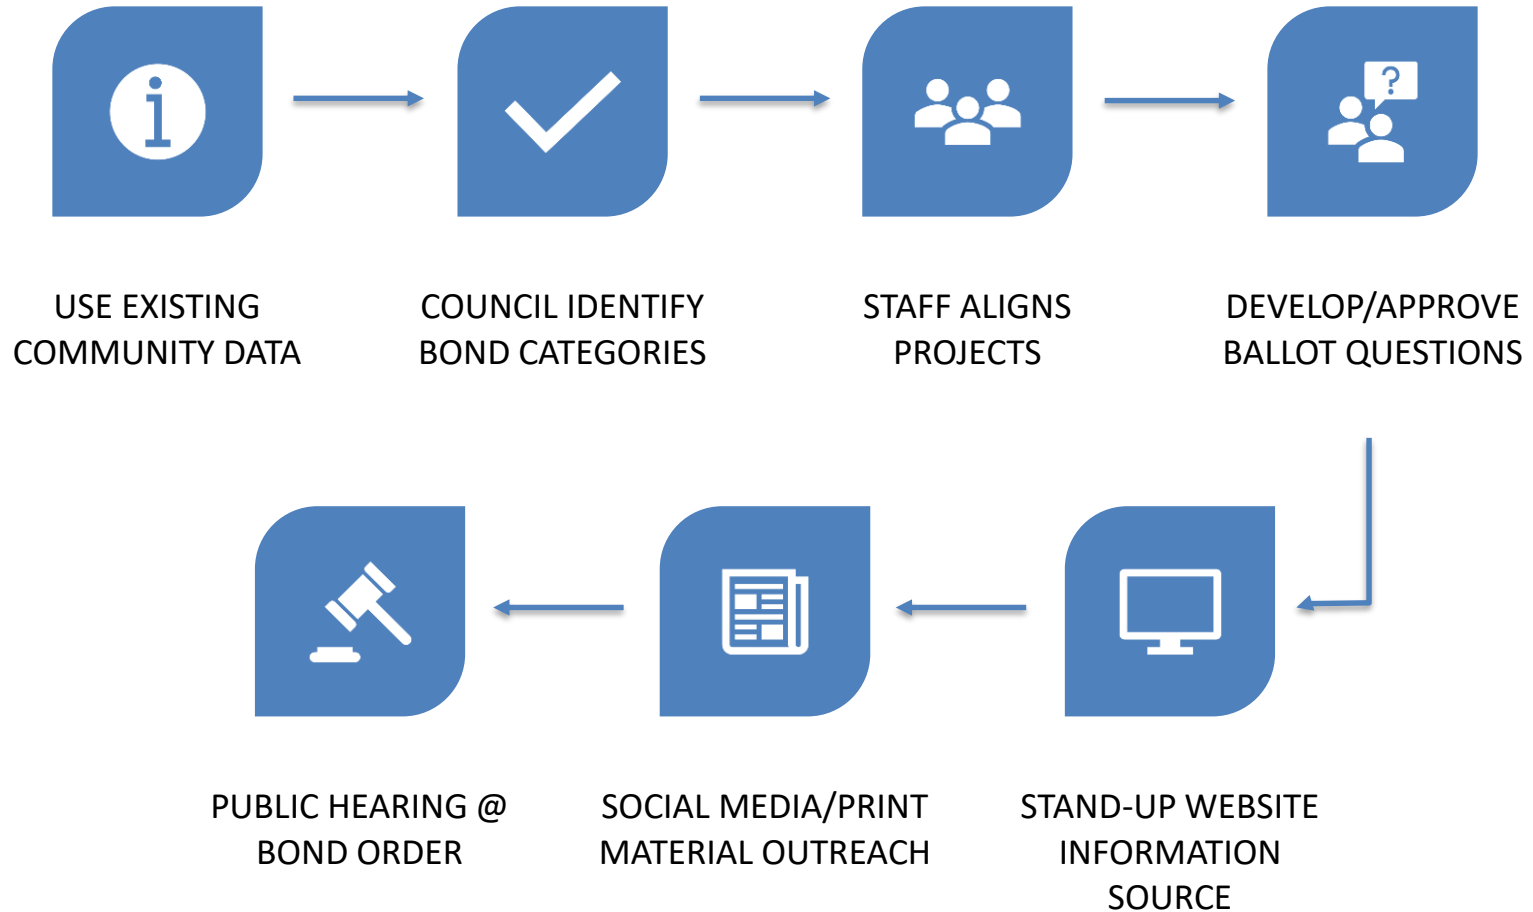 USE EXISTING
COMMUNITY DATA
COUNCIL IDENTIFY
BOND CATEGORIES
STAFF ALIGNS
PROJECTS
?
DEVELOP/APPROVE
BALLOT QUESTIONS
STAND-UP WEBSITE
INFORMATION
SOURCE
SOCIAL MEDIA/PRINT
MATERIAL OUTREACH
PUBLIC HEARING @
BOND ORDER